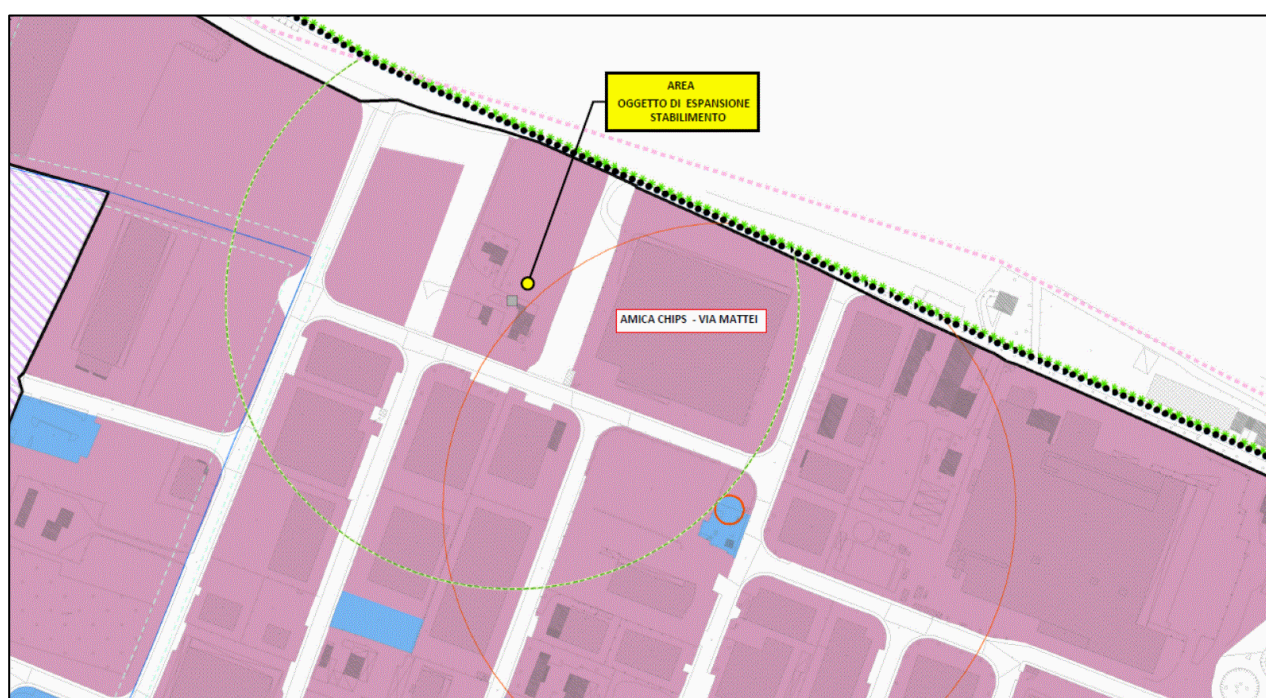 AREA
OGGETTO DI ESPANSIONE
STABILIMENTO
AMICA CHIPS - VIA MATTEI